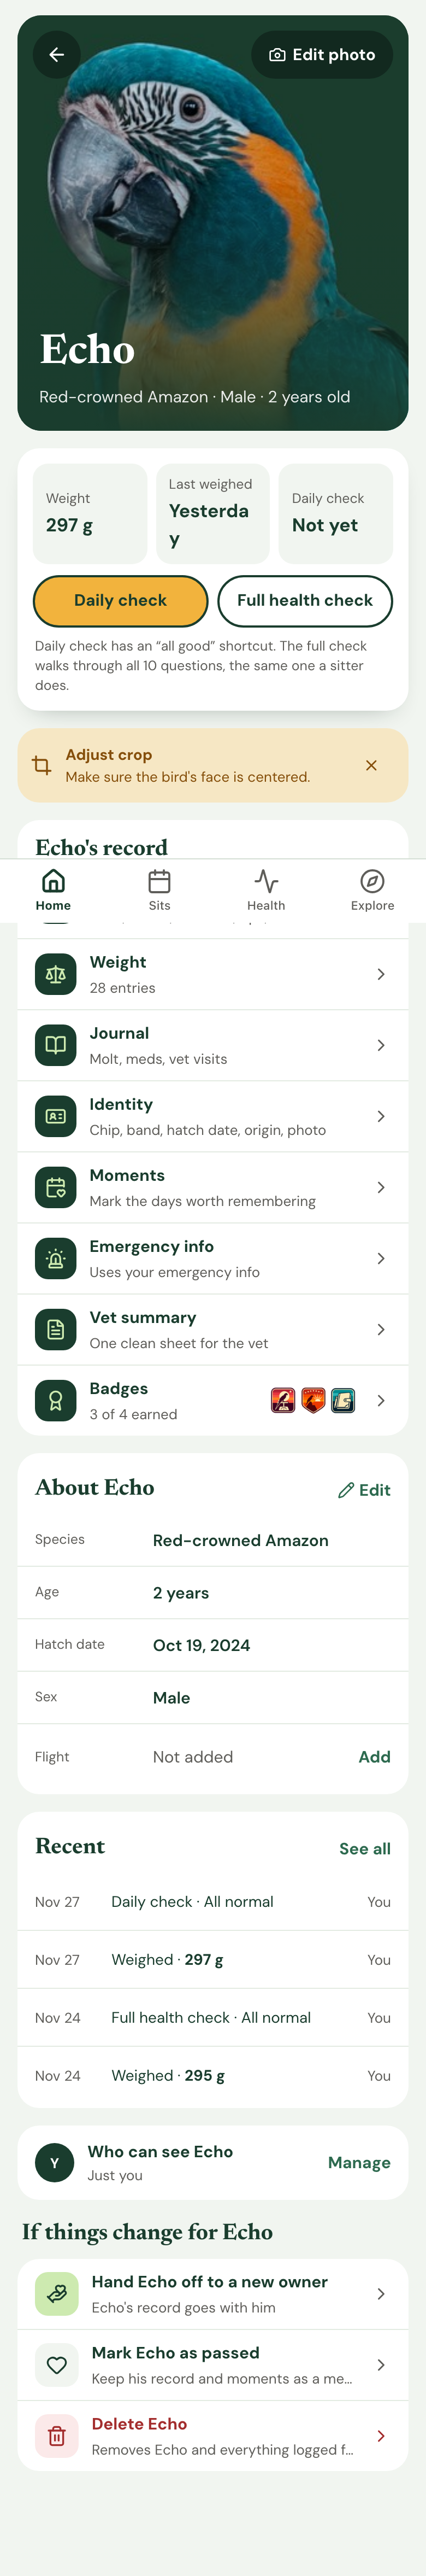 Edit photo
Echo
Red-crowned Amazon · Male · 2 years old
Weight
297 g
Last weighed
Yesterda
y
Daily check
Not yet
Daily check
Full health check
Daily check has an “all good” shortcut. The full check
walks through all 10 questions, the same one a sitter
does.
Adjust crop
Make sure the bird's face is centered.
Echo's record
Home
Sits
Health
Explore
Weight
28 entries
Journal
Molt, meds, vet visits
Identity
Chip, band, hatch date, origin, photo
Moments
Mark the days worth remembering
Emergency info
Uses your emergency info
Vet summary
One clean sheet for the vet
Badges
3 of 4 earned
About Echo
Edit
Species
Red-crowned Amazon
Age
2 years
Hatch date
Oct 19, 2024
Sex
Male
Flight
Not added
Add
Recent
See all
Nov 27
Daily check · All normal
You
Nov 27
Weighed · 297 g
You
Nov 24
Full health check · All normal
You
Nov 24
Weighed · 295 g
You
Y
Who can see Echo
Just you
Manage
If things change for Echo
Hand Echo off to a new owner
Echo's record goes with him
Mark Echo as passed
Keep his record and moments as a me...
Delete Echo
Removes Echo and everything logged f...